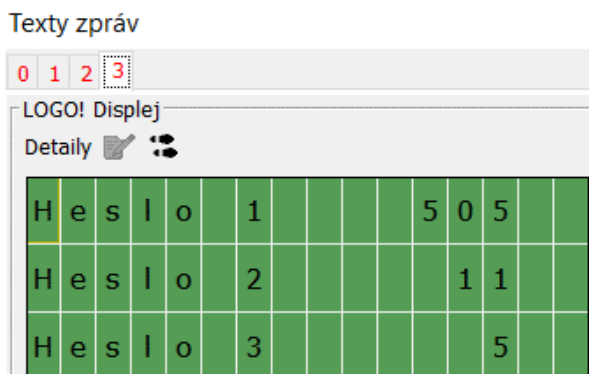 Texty zpráv
0 1 2 3
LOGO! Displej
Detaily
Heslo 1 505
Heslo 2 11
Heslo 3 5